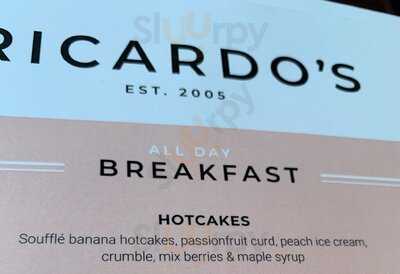 RICARDO'S
EST. 2005
ALL DAY
BREAKFAST
HOTCAKES
Soufflé banana hotcakes, passionfruit curd, peach ice cream,
crumble, mix berries & maple syrup